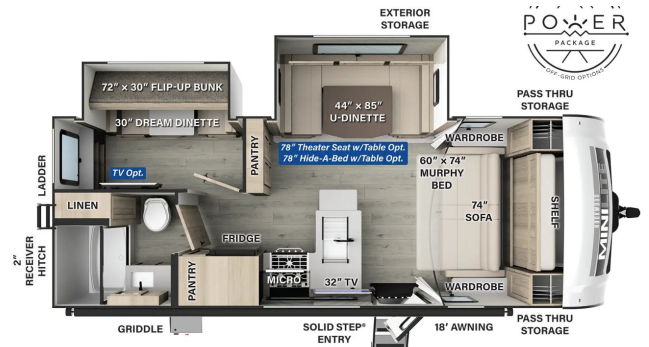 EXTERIOR
STORAGE
POWER
PACKAGE
OFF-GRID OPTIONS
72" x 30" FLIP-UP BUNK
30" DREAM DINETTE
44" x 85"
U-DINETTE
PASS THRU
STORAGE
WARDROBE
PANTRY
78" Theater Seat w/Table Opt.
78" Hide-A-Bed w/Table Opt.
60" x 74"
MURPHY
BED
TV Opt.
LADDER
LINEN
74"
SOFA
SHELF
MINI
2"
RECEIVER
HITCH
FRIDGE
PANTRY
MICRO
32" TV
WARDROBE
GRIDDLE
SOLID STEP®
ENTRY
18' AWNING
PASS THRU
STORAGE